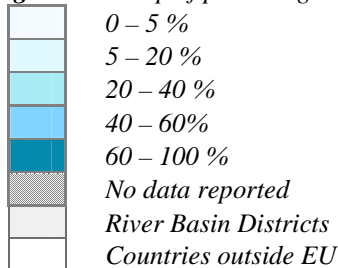 0 – 5 %
5 – 20 %
20 – 40 %
40 – 60%
60 – 100 %
No data reported
River Basin Districts
Countries outside EU